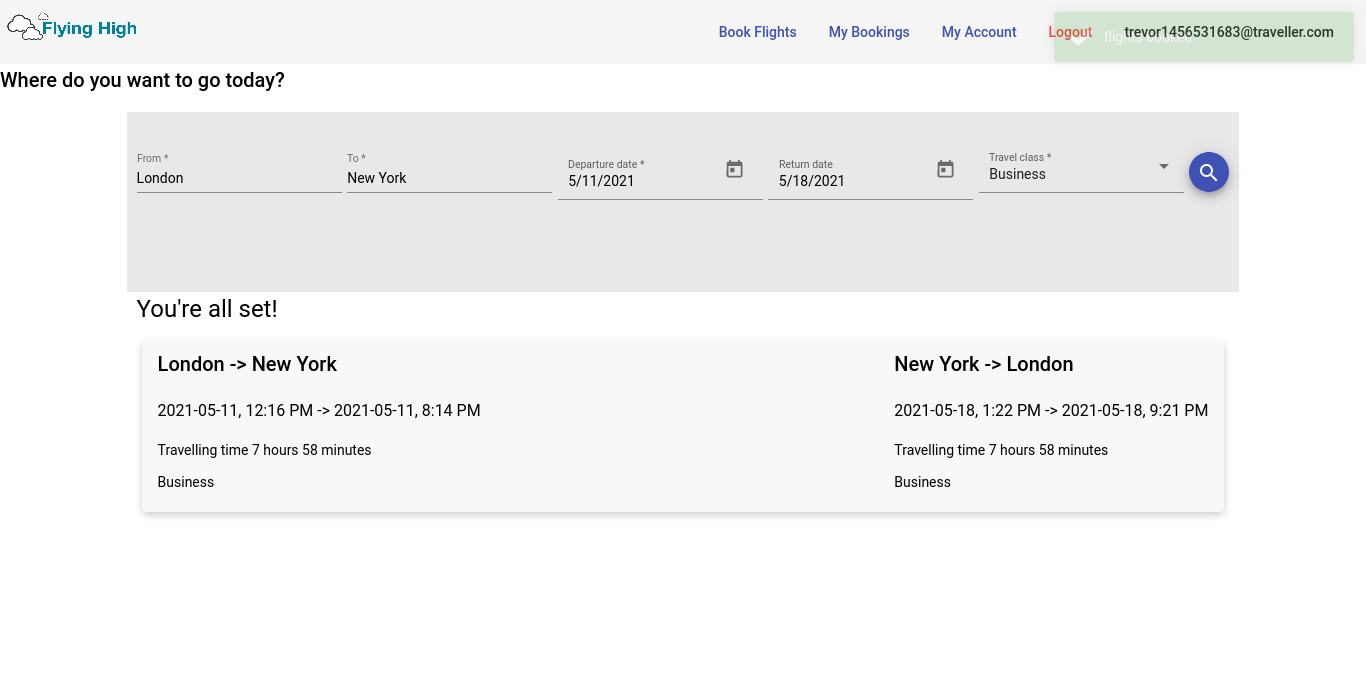 Flying High
Book Flights My Bookings My Account Logout trevor1456531683@traveller.com
flights booked
Where do you want to go today?
From * To * Departure date * Return date Travel class *
London New York 5/11/2021 5/18/2021 Business
You're all set!
London -> New York New York -> London
2021-05-11, 12:16 PM -> 2021-05-11, 8:14 PM 2021-05-18, 1:22 PM -> 2021-05-18, 9:21 PM
Travelling time 7 hours 58 minutes Travelling time 7 hours 58 minutes
Business Business